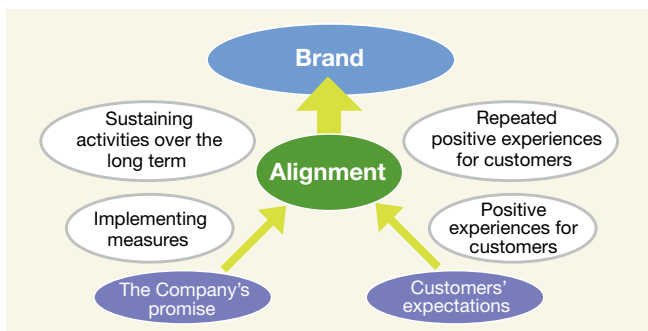 Brand
Sustaining
activities over the
long term
Repeated
positive experiences
for customers
Alignment
Implementing
measures
Positive
experiences for
customers
The Company’s
promise
Customers’
expectations